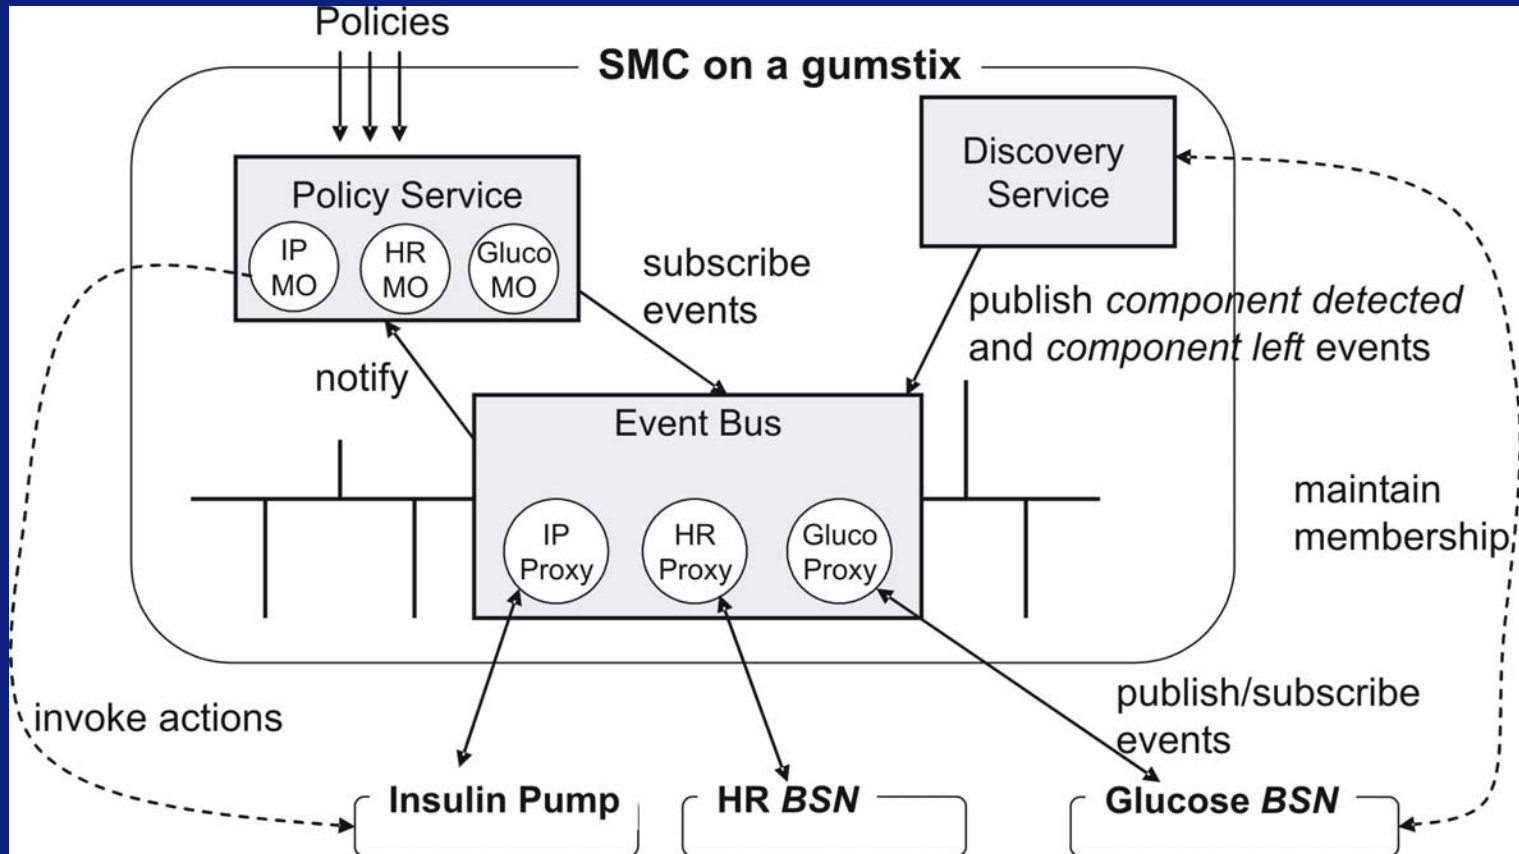 Policies
SMC on a gumstix
Policy Service
IP
MO
HR
MO
Gluco
MO
Discovery
Service
subscribe
events
publish component detected
and component left events
notify
Event Bus
IP
Proxy
HR
Proxy
Gluco
Proxy
maintain
membership
invoke actions
publish/subscribe
events
Insulin Pump
HR BSN
Glucose BSN